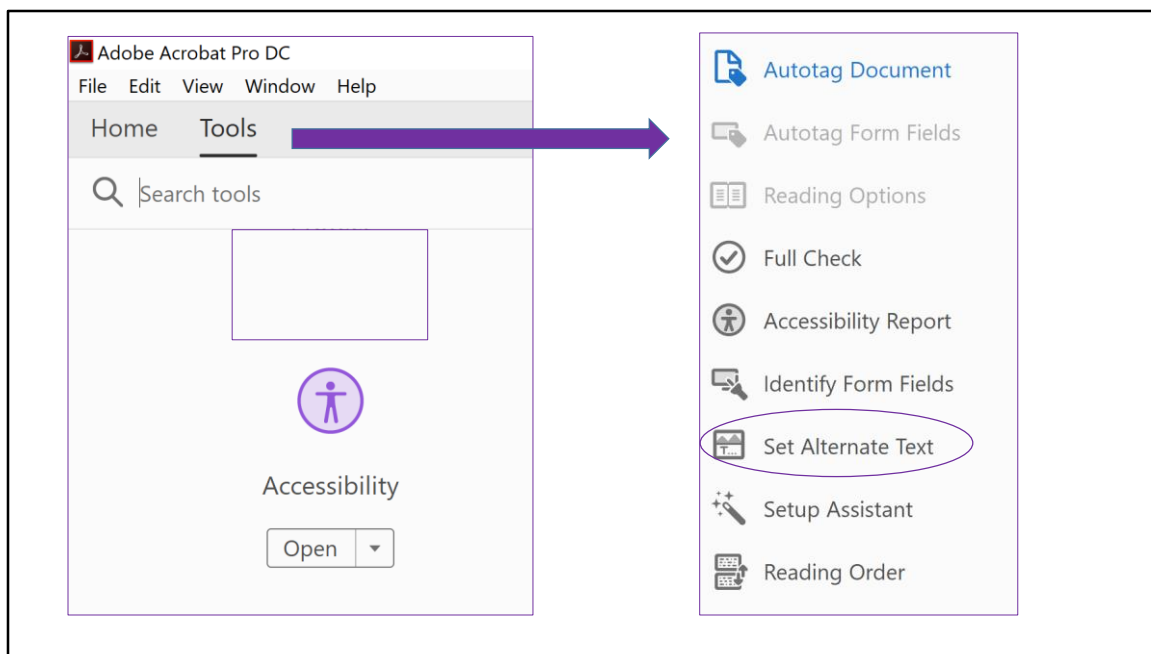 Adobe Acrobat Pro DC
File Edit View Window Help
Home Tools
Search tools
Accessibility
Open
Autotag Document
Autotag Form Fields
Reading Options
Full Check
Accessibility Report
Identify Form Fields
T... Set Alternate Text
Setup Assistant
Reading Order